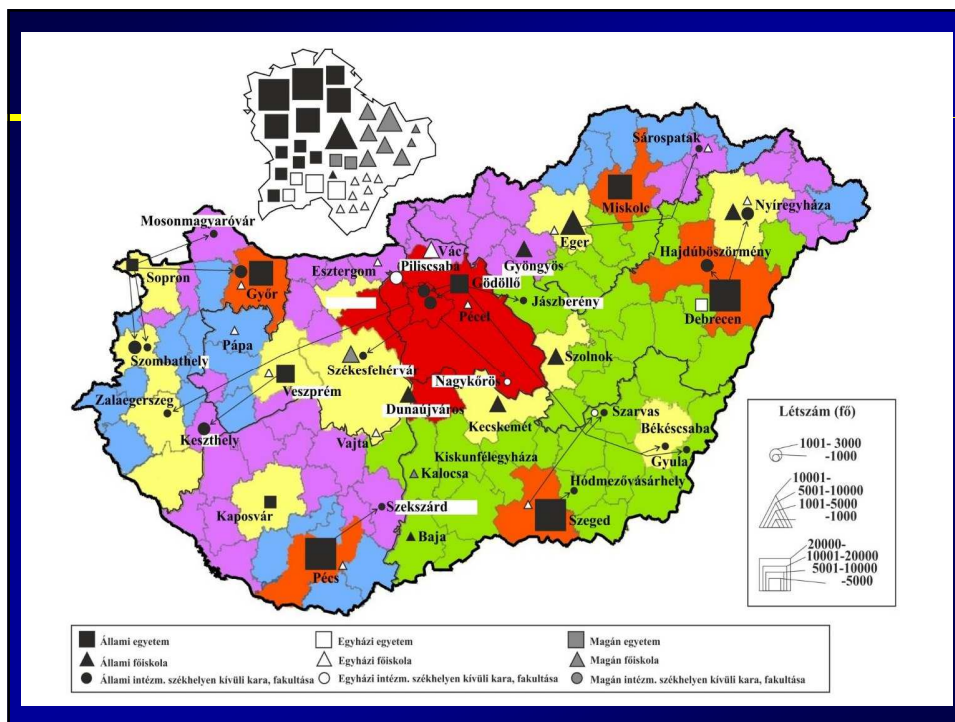 Sárospatak
Mosonmagyaróvár
Miskolc
Nyíregyháza
Eger
Vác
Hajdúböszörmény
Sopron
Esztergom
Piliscsaba
Gyöngyös
Győr
Gödöllő
Jászberény
Debrecen
Pécel
Pápa
Szombathely
Székesfehérvár
Szolnok
Zalaegerszeg
Veszprém
Nagykőrös
Dunaújváros
Szarvas
Kecskemét
Békéscsaba
Keszthely
Vajta
Kiskunfélegyháza
Gyula
Kalocsa
Hódmezővásárhely
Kaposvár
Szekszárd
Szeged
Baja
Pécs
Létszám (fő)
1001- 3000
-1000
10001-
5001-10000
1001-5000
-1000
20000-
10001-20000
5001-10000
-5000
Állami egyetem
Egyházi egyetem
Magán egyetem
Állami főiskola
Egyházi főiskola
Magán főiskola
Állami intézm. székhelyen kívüli kara, fakultása
Egyházi intézm. székhelyen kívüli kara, fakultása
Magán intézm. székhelyen kívüli kara, fakultása